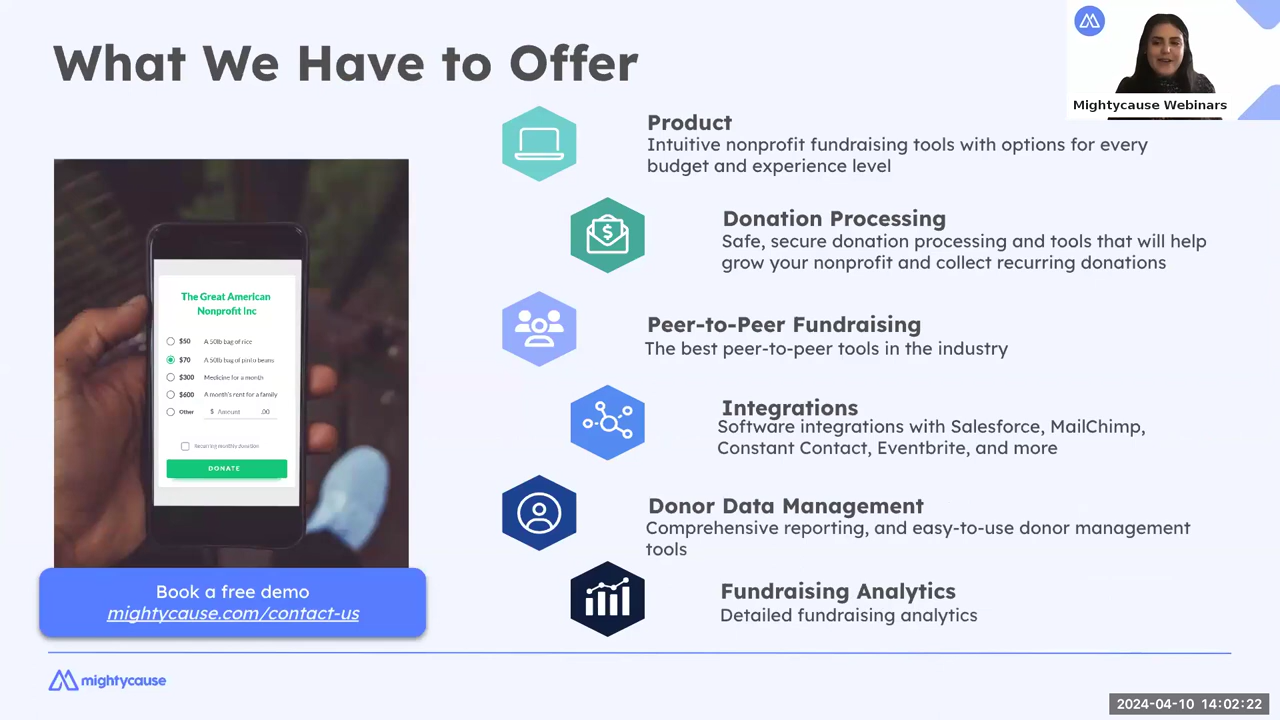 What We Have to Offer
Mightycause Webinars
Product
Intuitive nonprofit fundraising tools with options for every
budget and experience level
Donation Processing
Safe, secure donation processing and tools that will help
grow your nonprofit and collect recurring donations
Peer-to-Peer Fundraising
The best peer-to-peer tools in the industry
Integrations
Software integrations with Salesforce, MailChimp,
Constant Contact, Eventbrite, and more
Donor Data Management
Comprehensive reporting, and easy-to-use donor management
tools
Fundraising Analytics
Detailed fundraising analytics
The Great American
Nonprofit Inc
$50 A 50lb bag of rice
$70 A 50lb bag of pinto beans
$300 Medicine for a month
$600 A month's rent for a family
Other $ Amount .00
Recurring monthly donation
DONATE
Book a free demo
mightycause.com/contact-us
mightycause
2024-04-10 14:02:22